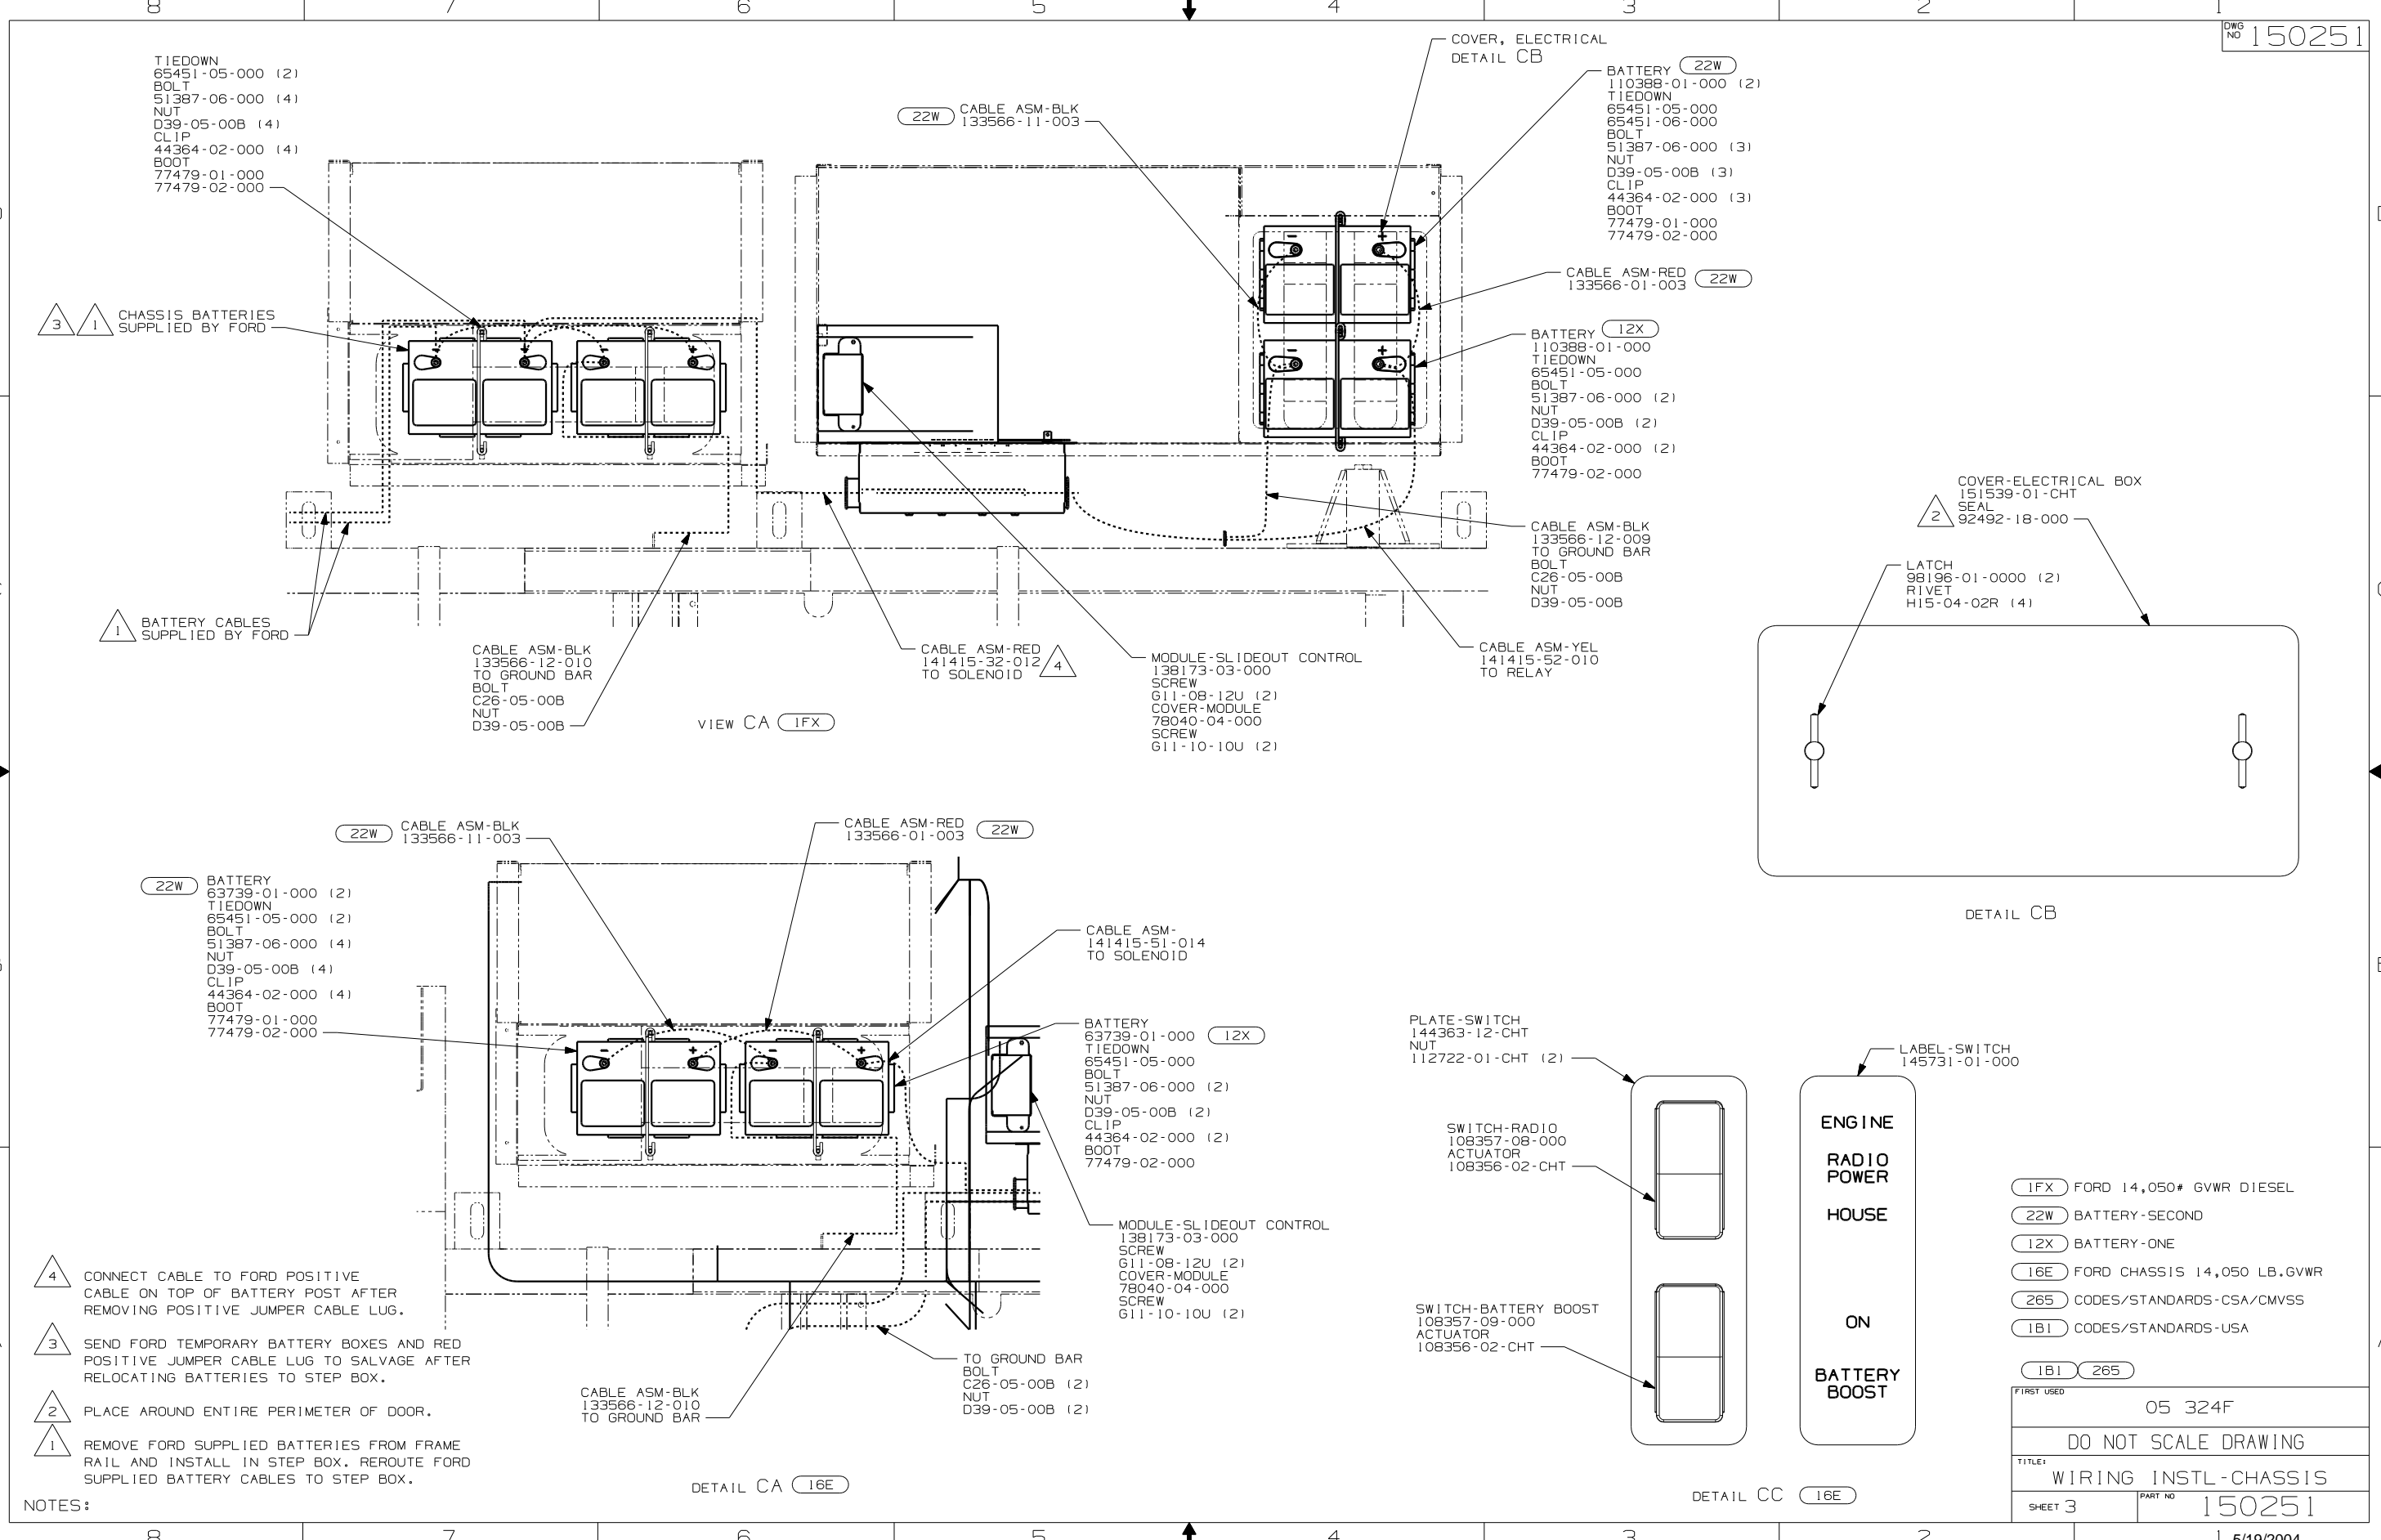 8 7 6 5 4 3 2 1
DWG NO 150251
TIEDOWN
65451-05-000 (2)
BOLT
51387-06-000 (4)
NUT
D39-05-00B (4)
CLIP
44364-02-000 (4)
BOOT
77479-01-000
77479-02-000
22W CABLE ASM-BLK
133566-11-003
COVER, ELECTRICAL
DETAIL CB
BATTERY 22W
110388-01-000 (2)
TIEDOWN
65451-05-000
65451-06-000
BOLT
51387-06-000 (3)
NUT
D39-05-00B (3)
CLIP
44364-02-000 (3)
BOOT
77479-01-000
77479-02-000
CABLE ASM-RED
133566-01-003 22W
3 1 CHASSIS BATTERIES
SUPPLIED BY FORD
BATTERY 12X
110388-01-000
TIEDOWN
65451-05-000
BOLT
51387-06-000 (2)
NUT
D39-05-00B (2)
CLIP
44364-02-000 (2)
BOOT
77479-02-000
- + - +
- +
- +
CABLE ASM-BLK
133566-12-009
TO GROUND BAR
BOLT
C26-05-00B
NUT
D39-05-00B
COVER-ELECTRICAL BOX
151539-01-CHT
SEAL
2 92492-18-000
LATCH
98196-01-0000 (2)
RIVET
H15-04-02R (4)
1 BATTERY CABLES
SUPPLIED BY FORD
CABLE ASM-BLK
133566-12-010
TO GROUND BAR
BOLT
C26-05-00B
NUT
D39-05-00B
CABLE ASM-RED
141415-32-012
TO SOLENOID 4
MODULE-SLIDEOUT CONTROL
138173-03-000
SCREW
G11-08-12U (2)
COVER-MODULE
78040-04-000
SCREW
G11-10-10U (2)
CABLE ASM-YEL
141415-52-010
TO RELAY
VIEW CA 1FX
DETAIL CB
22W CABLE ASM-BLK
133566-11-003
CABLE ASM-RED
133566-01-003 22W
22W BATTERY
63739-01-000 (2)
TIEDOWN
65451-05-000 (2)
BOLT
51387-06-000 (4)
NUT
D39-05-00B (4)
CLIP
44364-02-000 (4)
BOOT
77479-01-000
77479-02-000
CABLE ASM-
141415-51-014
TO SOLENOID
BATTERY
63739-01-000 12X
TIEDOWN
65451-05-000
BOLT
51387-06-000 (2)
NUT
D39-05-00B (2)
CLIP
44364-02-000 (2)
BOOT
77479-02-000
- + - +
MODULE-SLIDEOUT CONTROL
138173-03-000
SCREW
G11-08-12U (2)
COVER-MODULE
78040-04-000
SCREW
G11-10-10U (2)
TO GROUND BAR
BOLT
C26-05-00B (2)
NUT
D39-05-00B (2)
CABLE ASM-BLK
133566-12-010
TO GROUND BAR
DETAIL CA 16E
PLATE-SWITCH
144363-12-CHT
NUT
112722-01-CHT (2)
SWITCH-RADIO
108357-08-000
ACTUATOR
108356-02-CHT
SWITCH-BATTERY BOOST
108357-09-000
ACTUATOR
108356-02-CHT
LABEL-SWITCH
145731-01-000
ENGINE
RADIO
POWER
HOUSE
ON
BATTERY
BOOST
DETAIL CC 16E
4 CONNECT CABLE TO FORD POSITIVE
CABLE ON TOP OF BATTERY POST AFTER
REMOVING POSITIVE JUMPER CABLE LUG.
3 SEND FORD TEMPORARY BATTERY BOXES AND RED
POSITIVE JUMPER CABLE LUG TO SALVAGE AFTER
RELOCATING BATTERIES TO STEP BOX.
2 PLACE AROUND ENTIRE PERIMETER OF DOOR.
1 REMOVE FORD SUPPLIED BATTERIES FROM FRAME
RAIL AND INSTALL IN STEP BOX. REROUTE FORD
SUPPLIED BATTERY CABLES TO STEP BOX.
NOTES:
1FX FORD 14,050# GVWR DIESEL
22W BATTERY-SECOND
12X BATTERY-ONE
16E FORD CHASSIS 14,050 LB.GVWR
265 CODES/STANDARDS-CSA/CMVSS
1B1 CODES/STANDARDS-USA
1B1 265
FIRST USED
05 324F
DO NOT SCALE DRAWING
TITLE:
WIRING INSTL-CHASSIS
SHEET 3 PART NO 150251
8 7 6 5 4 3 2 1
5/19/2004